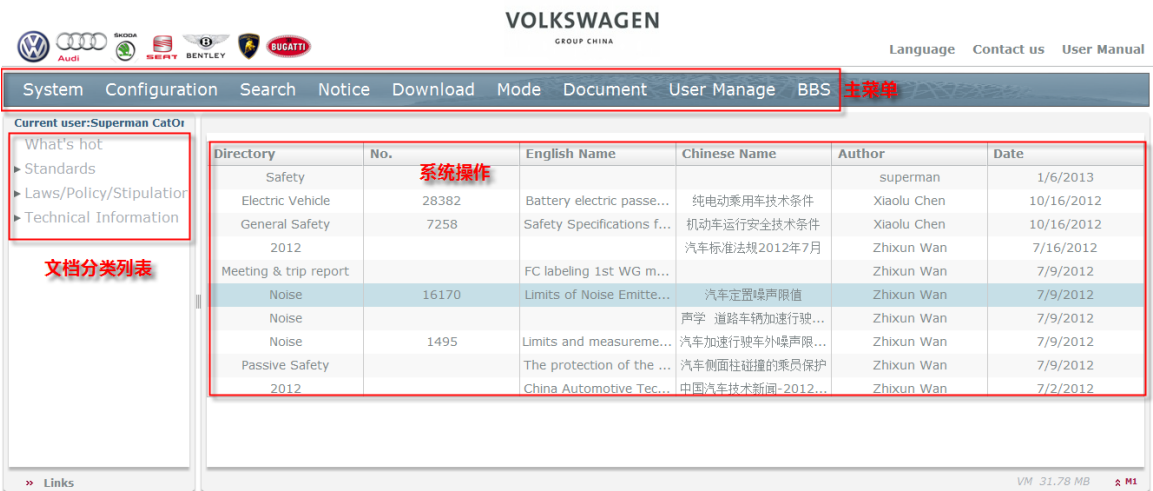 VOLKSWAGEN
GROUP CHINA
Audi
SKODA
SEAT
BENTLEY
BUGATTI
Language Contact us User Manual
System Configuration Search Notice Download Mode Document User Manage BBS 主菜单
Current user:Superman CatOr
What's hot
Standards
Laws/Policy/Stipulation
Technical Information
文档分类列表
系统操作
Directory No. English Name Chinese Name Author Date
Safety superman 1/6/2013
Electric Vehicle 28382 Battery electric passe... 纯电动乘用车技术条件 Xiaolu Chen 10/16/2012
General Safety 7258 Safety Specifications f... 机动车运行安全技术条件 Xiaolu Chen 10/16/2012
2012 汽车标准法规2012年7月 Zhixun Wan 7/16/2012
Meeting & trip report FC labeling 1st WG m... Zhixun Wan 7/9/2012
Noise 16170 Limits of Noise Emitte... 汽车定置噪声限值 Zhixun Wan 7/9/2012
Noise 声学 道路车辆加速行驶... Zhixun Wan 7/9/2012
Noise 1495 Limits and measureme... 汽车加速行驶车外噪声限... Zhixun Wan 7/9/2012
Passive Safety The protection of the ... 汽车侧面柱碰撞的乘员保护 Zhixun Wan 7/9/2012
2012 China Automotive Tec... 中国汽车技术新闻-2012... Zhixun Wan 7/2/2012
» Links
VM 31.78 MB M1